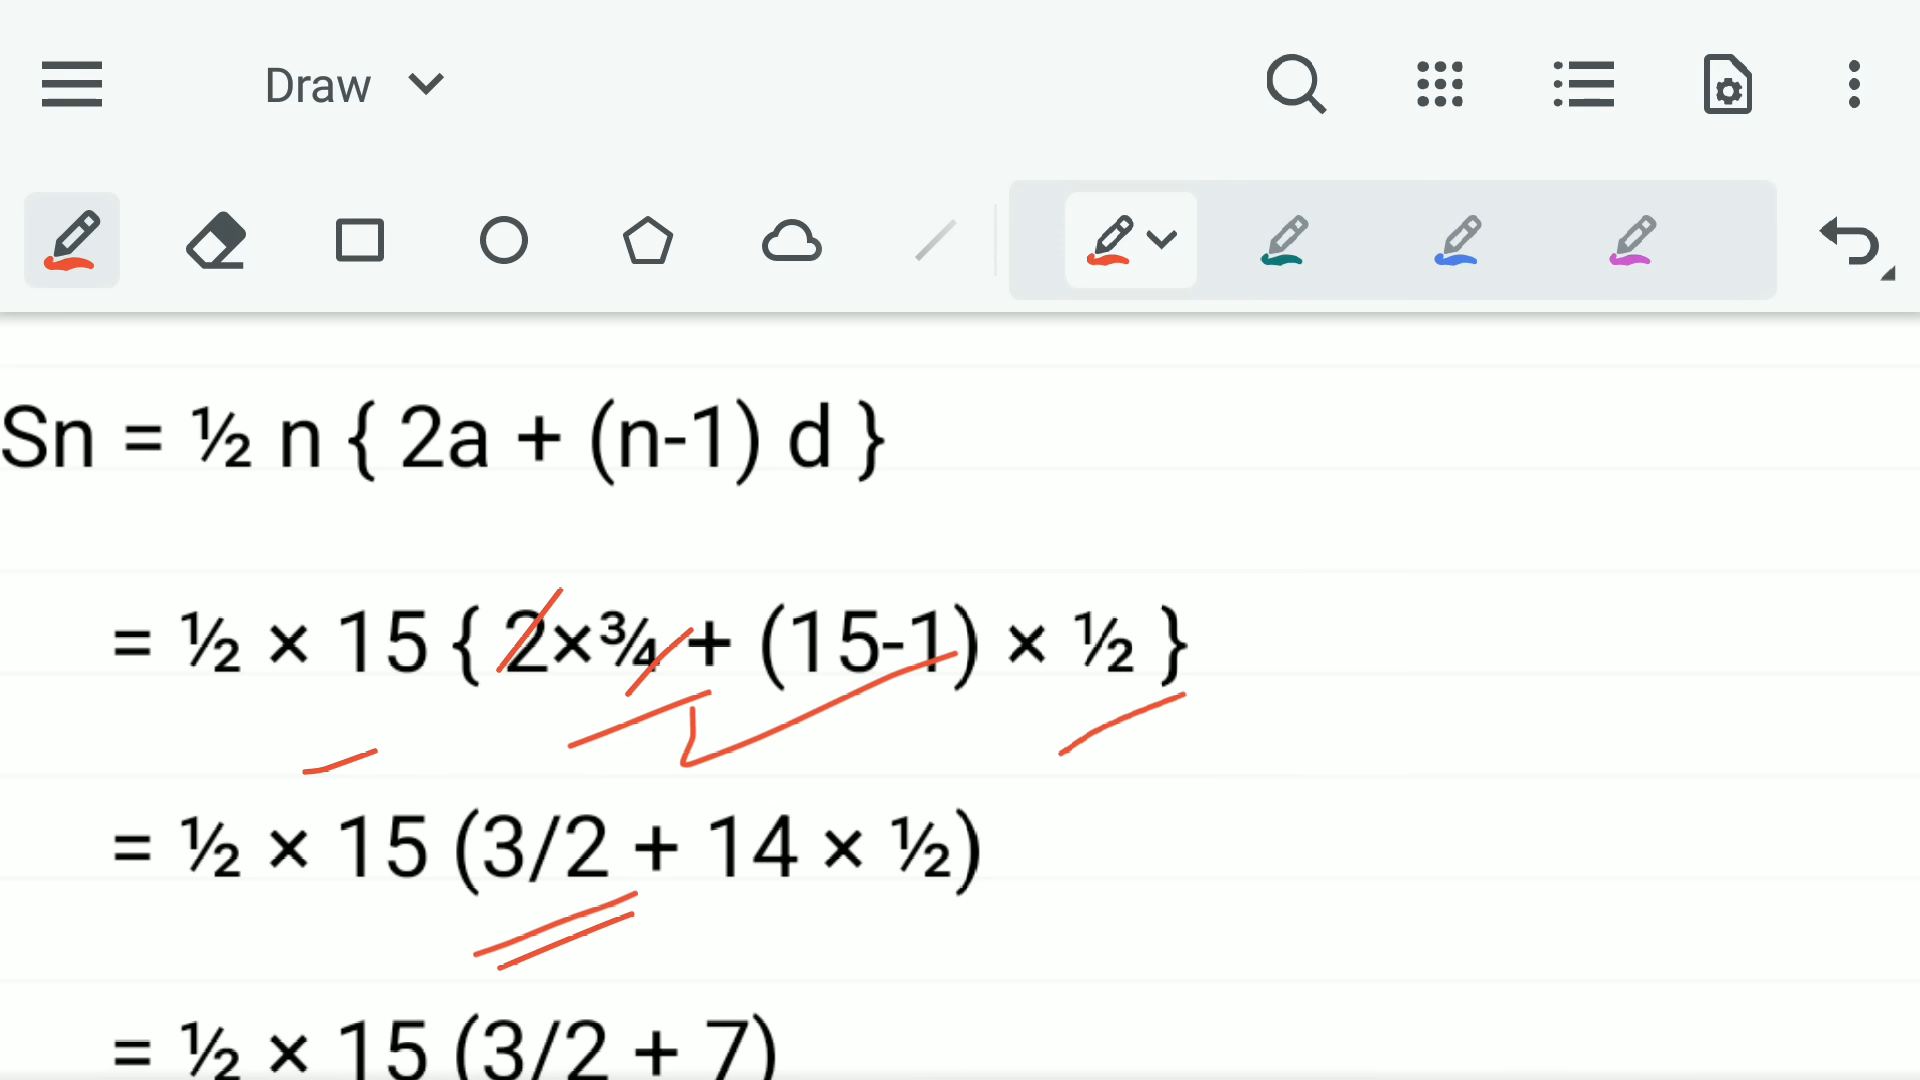 Draw
Sn = ½ n { 2a + (n-1) d }
= ½ × 15 { 2×¾ + (15-1) × ½ }
= ½ × 15 (3/2 + 14 × ½)
= ½ × 15 (3/2 + 7)